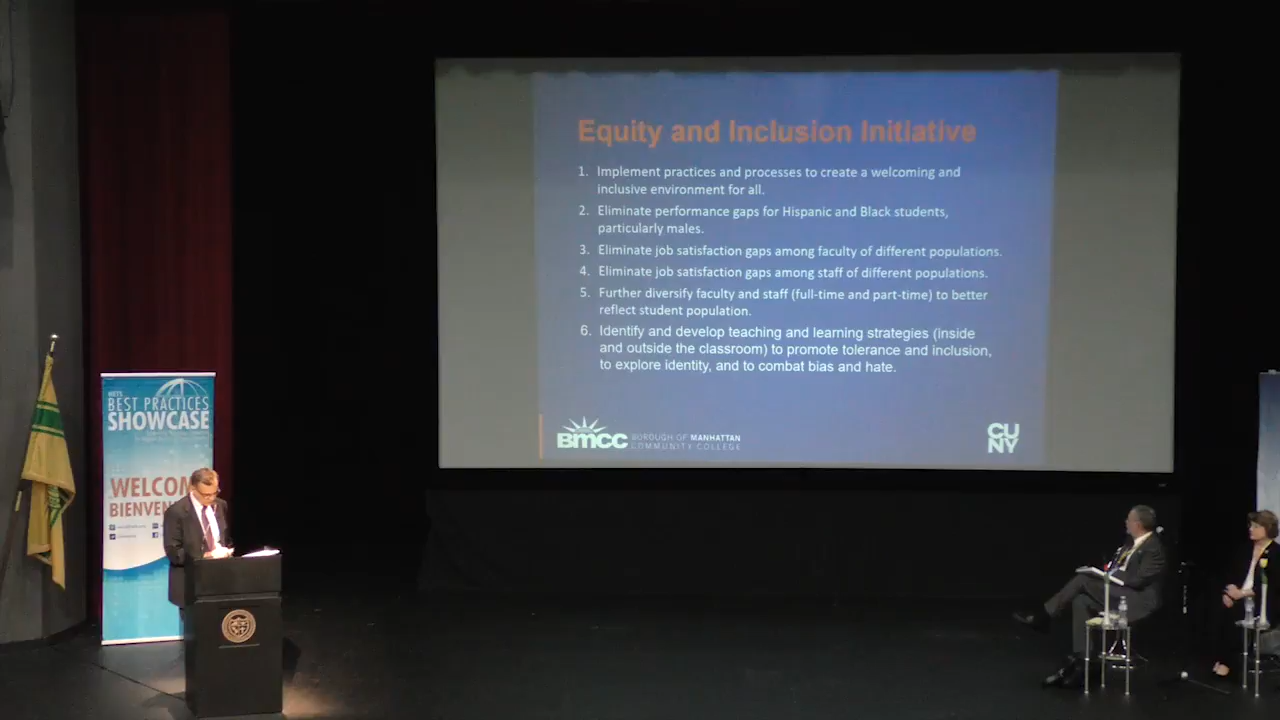 Equity and Inclusion Initiative
1. Implement practices and processes to create a welcoming and
inclusive environment for all.
2. Eliminate performance gaps for Hispanic and Black students,
particularly males.
3. Eliminate job satisfaction gaps among faculty of different populations.
4. Eliminate job satisfaction gaps among staff of different populations.
5. Further diversify faculty and staff (full-time and part-time) to better
reflect student population.
6. Identify and develop teaching and learning strategies (inside
and outside the classroom) to promote tolerance and inclusion,
to explore identity, and to combat bias and hate.
BMCC BOROUGH OF MANHATTAN
COMMUNITY COLLEGE
CU
NY
HETS
BEST PRACTICES
SHOWCASE
WELCOM
BIENVEN